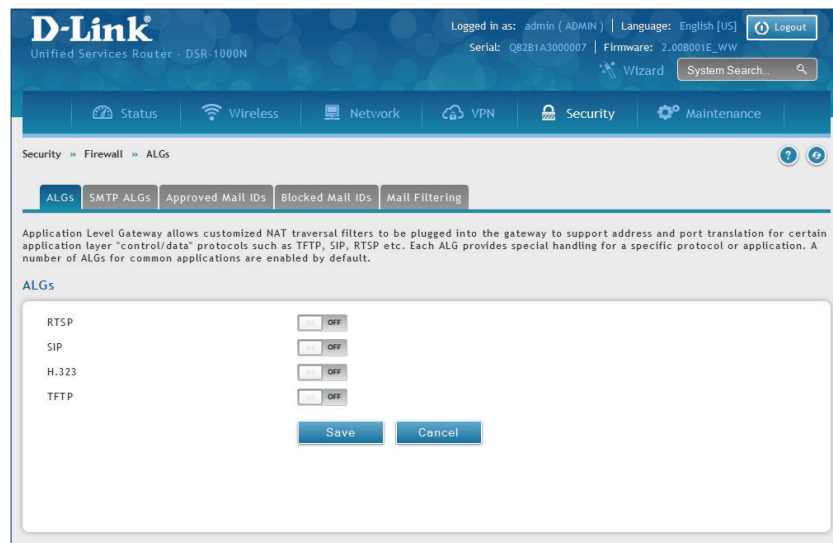 D-Link®
Unified Services Router - DSR-1000N
Logged in as: admin ( ADMIN ) | Language: English [US]
Logout
Serial: QB2B1A3000007 | Firmware: 2.00B001E_WW
Wizard
System Search...
Status
Wireless
Network
VPN
Security
Maintenance
Security » Firewall » ALGs
?
ALGs
SMTP ALGs
Approved Mail IDs
Blocked Mail IDs
Mail Filtering
Application Level Gateway allows customized NAT traversal filters to be plugged into the gateway to support address and port translation for certain
application layer "control/data" protocols such as TFTP, SIP, RTSP etc. Each ALG provides special handling for a specific protocol or application. A
number of ALGs for common applications are enabled by default.
ALGs
RTSP OFF
SIP OFF
H.323 OFF
TFTP OFF
Save
Cancel